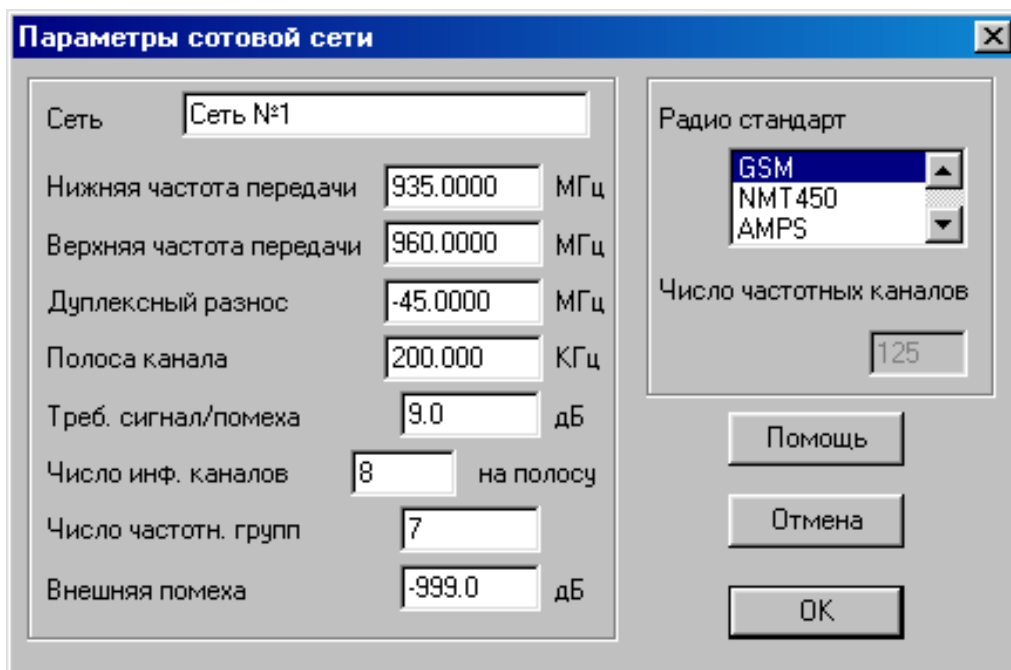 Параметры сотовой сети
Сеть Сеть №1
Нижняя частота передачи 935.0000 МГц
Верхняя частота передачи 960.0000 МГц
Дуплексный разнос -45.0000 МГц
Полоса канала 200.000 КГц
Треб. сигнал/помеха 9.0 дБ
Число инф. каналов 8 на полосу
Число частотн. групп 7
Внешняя помеха -999.0 дБ
Радио стандарт
GSM
NMT450
AMPS
Число частотных каналов
125
Помощь
Отмена
OK